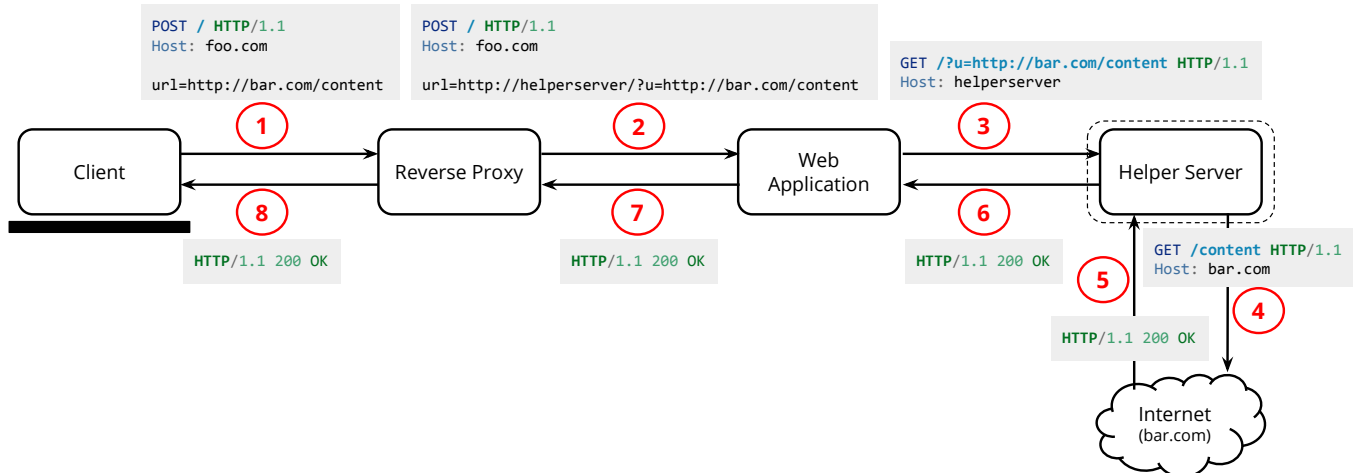 POST / HTTP/1.1
Host: foo.com
url=http://bar.com/content
POST / HTTP/1.1
Host: foo.com
url=http://helperserver/?u=http://bar.com/content
GET /?u=http://bar.com/content HTTP/1.1
Host: helperserver
1
2
3
Client
Reverse Proxy
Web
Application
Helper Server
8
7
6
HTTP/1.1 200 OK
HTTP/1.1 200 OK
HTTP/1.1 200 OK
GET /content HTTP/1.1
Host: bar.com
5
4
HTTP/1.1 200 OK
Internet
(bar.com)